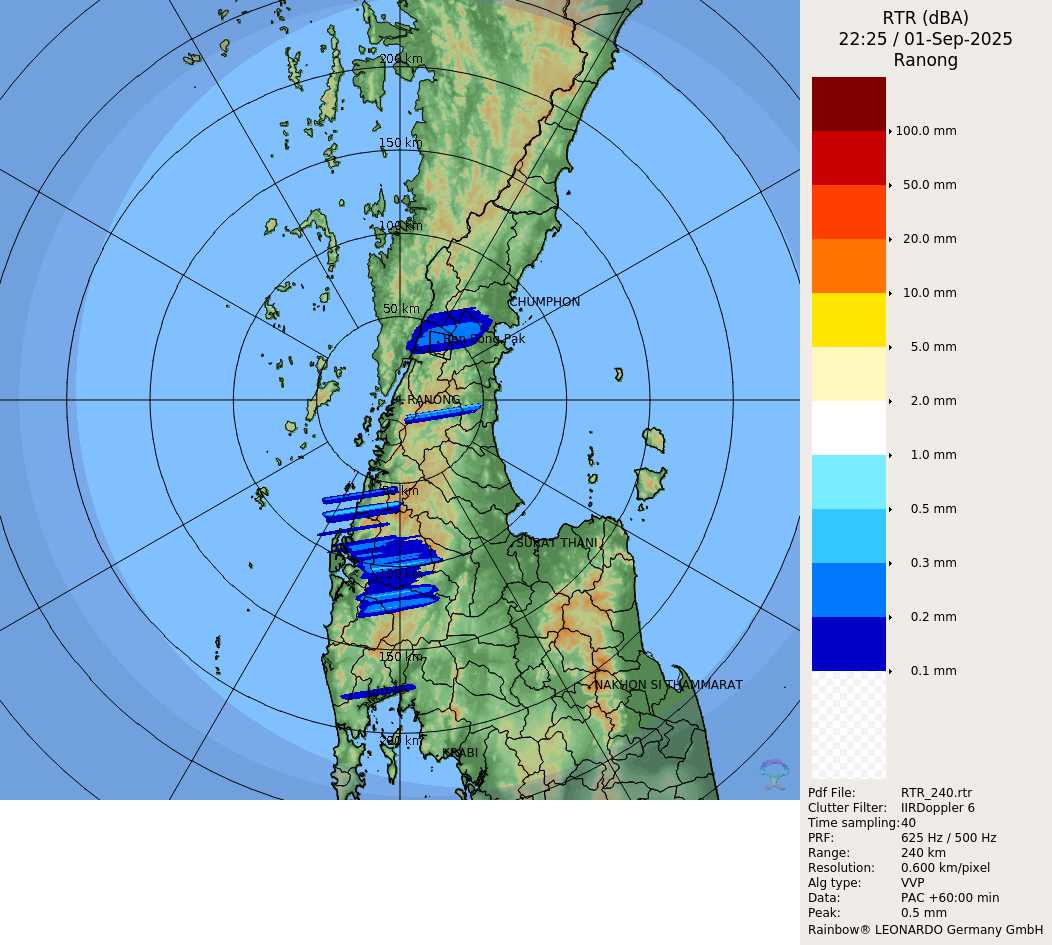 RTR (dBA)
22:25 / 01-Sep-2025
Ranong
200 km
150 km
100 km
50 km
CHUMPHON
Ban Pong Pak
RANONG
50 km
SURAT THANI
150 km
NAKHON SI THAMMARAT
200 km
KRABI
100.0 mm
50.0 mm
20.0 mm
10.0 mm
5.0 mm
2.0 mm
1.0 mm
0.5 mm
0.3 mm
0.2 mm
0.1 mm
Pdf File: RTR_240.rtr
Clutter Filter: IIRDoppler 6
Time sampling: 40
PRF: 625 Hz / 500 Hz
Range: 240 km
Resolution: 0.600 km/pixel
Alg type: VVP
Data: PAC +60:00 min
Peak: 0.5 mm
Rainbow® LEONARDO Germany GmbH